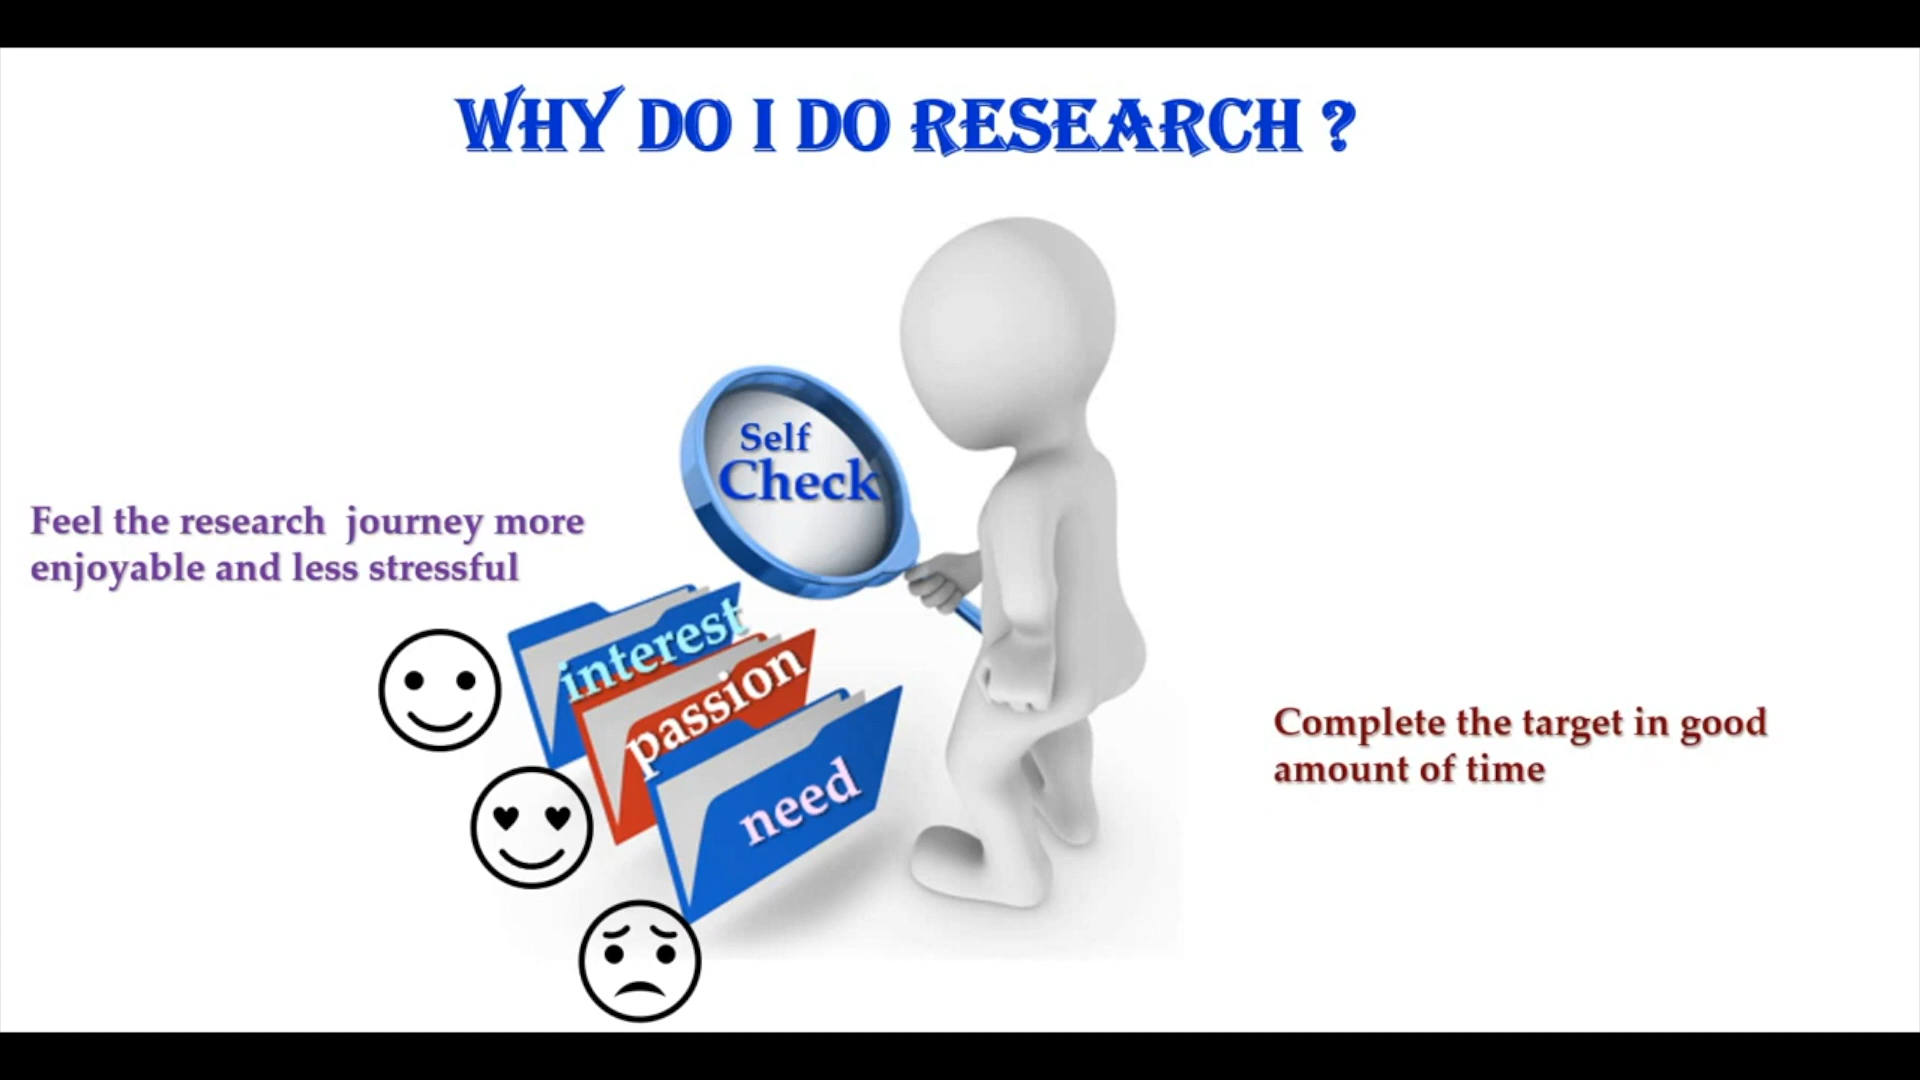 WHY DO I DO RESEARCH ?
Self
Check
Feel the research journey more
enjoyable and less stressful
interest
passion
need
Complete the target in good
amount of time